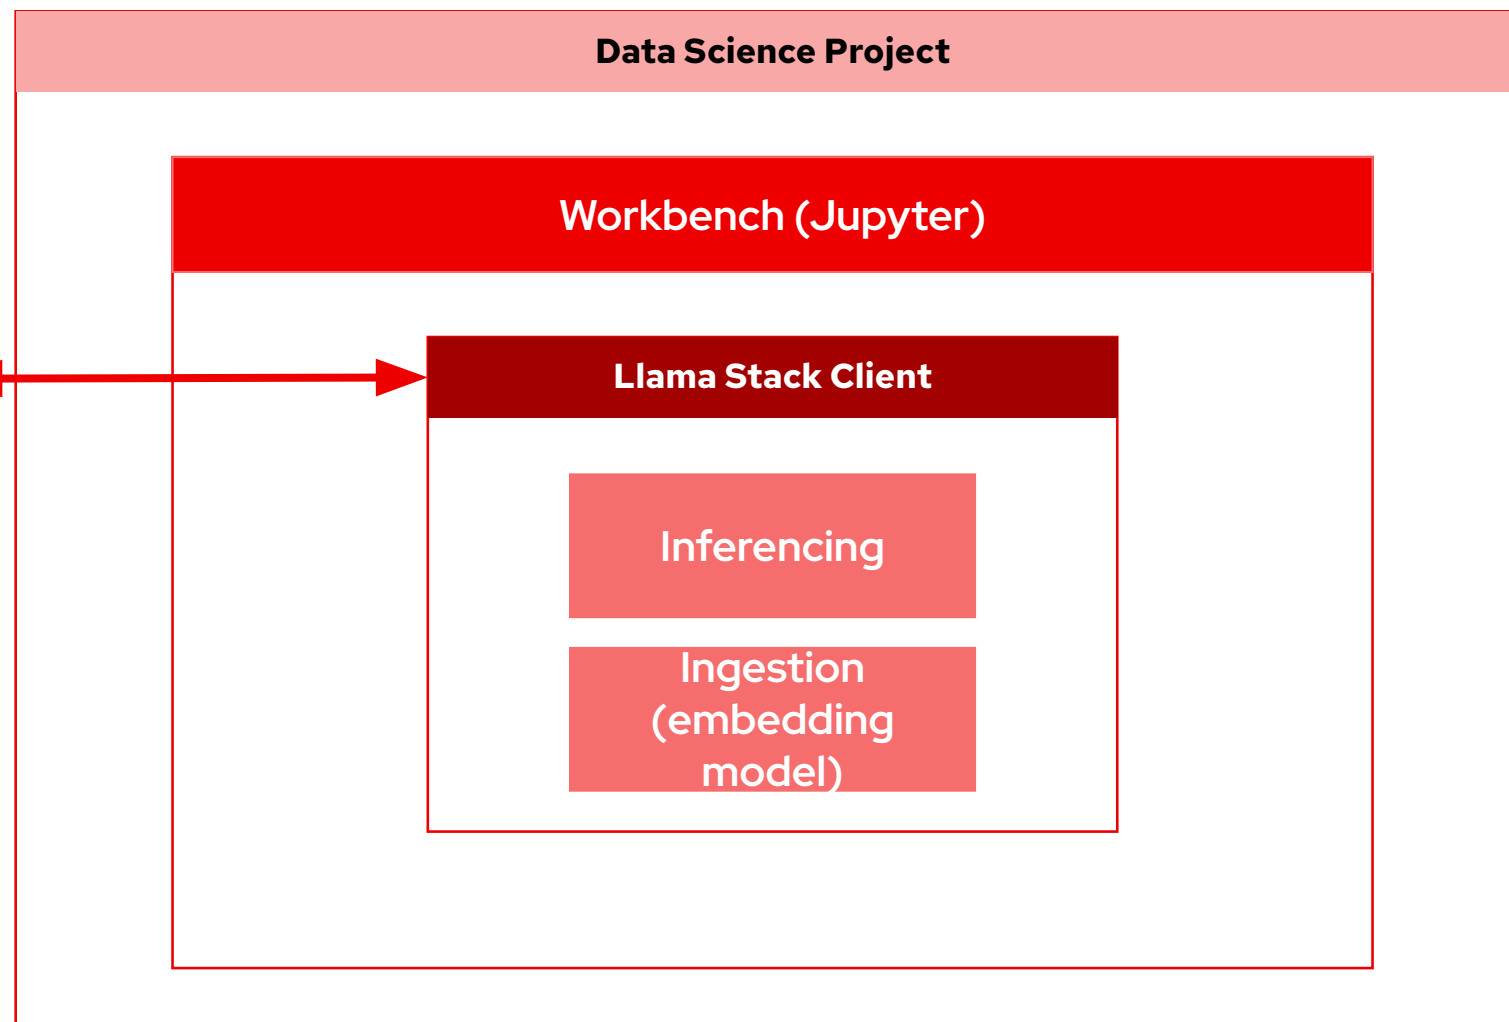 Data Science Project
Workbench (Jupyter)
Llama Stack Client
Inferencing
Ingestion
(embedding
model)